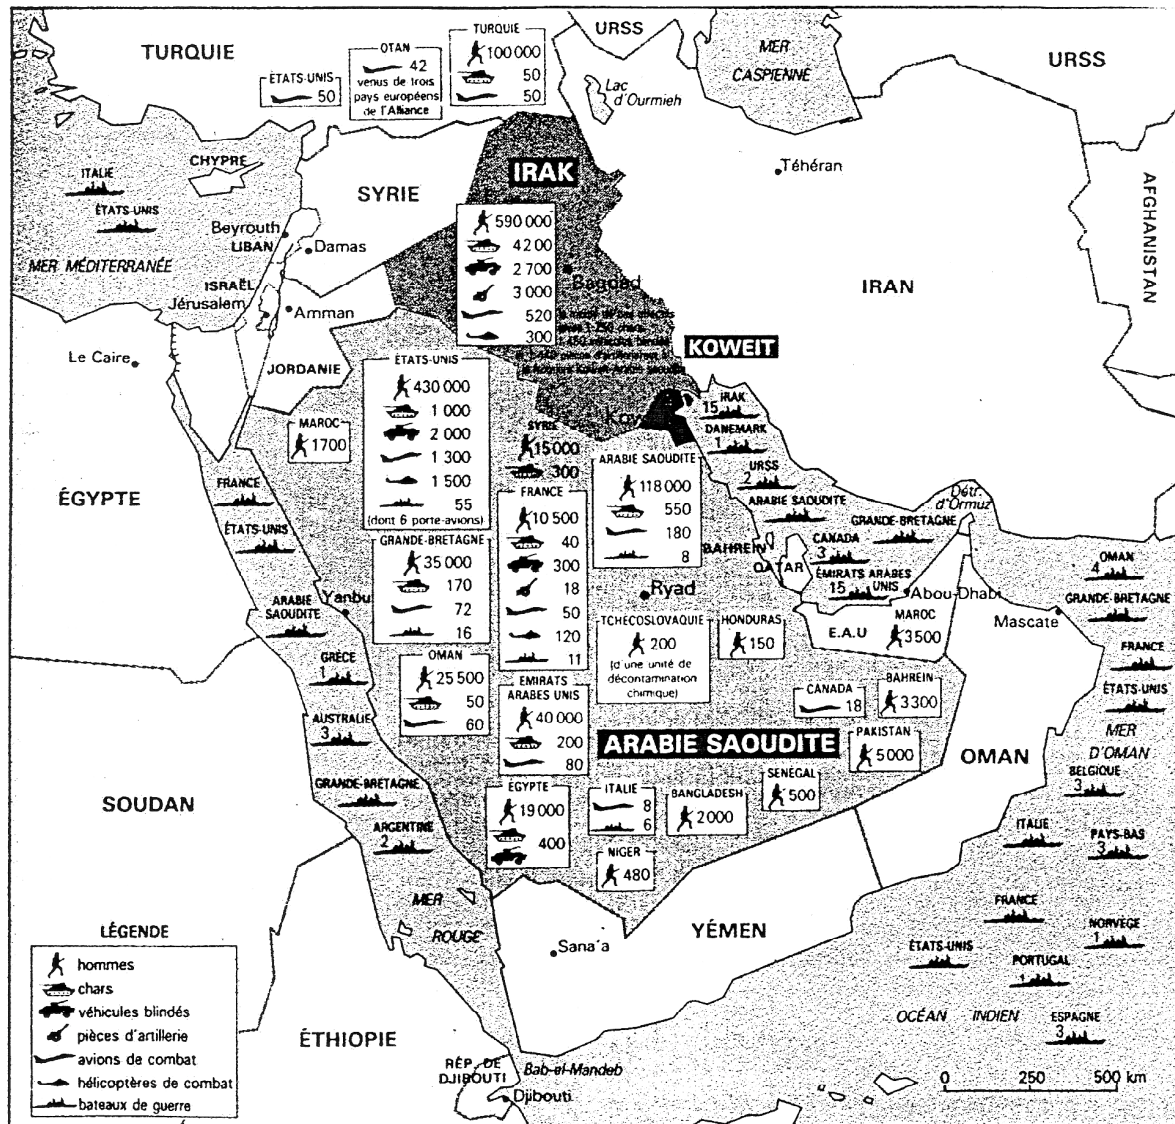 TURQUIE
ÉTATS-UNIS
50
OTAN
42
venus de trois
pays européens
de l'Alliance
TURQUIE
100 000
50
50
URSS
MER
CASPIENNE
URSS
Lac
d'Ourmieh
Téhéran
AFGHANISTAN
IRAN
CHYPRE
ITALIE
ÉTATS-UNIS
MER MÉDITERRANÉE
SYRIE
Beyrouth
LIBAN
Damas
ISRAËL
Jérusalem
Amman
JORDANIE
Le Caire
ÉGYPTE
IRAK
590 000
4200
2 700
3 000
520
300
Bagdad
KOWEIT
MAROC
1700
ÉTATS-UNIS
430 000
1 000
2 000
1 300
1 500
55
(dont 6 porte-avions)
SYRIE
15000
300
GRANDE-BRETAGNE
35 000
170
72
16
FRANCE
10 500
40
300
18
50
120
11
ARABIE SAOUDITE
118 000
550
180
8
IRAK
15
DANEMARK
1
URSS
2
ARABIE SAOUDITE
Détr.
d'Ormuz
GRANDE-BRETAGNE
CANADA
3
ÉMIRATS ARABES
UNIS
15
BAHREIN
QATAR
Abou-Dhabi
E.A.U
MAROC
3500
OMAN
4
GRANDE-BRETAGNE
Mascate
FRANCE
ÉTATS-UNIS
MER
D'OMAN
FRANCE
ÉTATS-UNIS
ARABIE
SAOUDITE
Yanbu
GRÈCE
1
AUSTRALIE
3
GRANDE-BRETAGNE
ARGENTINE
2
MER
ROUGE
OMAN
25 500
50
60
EMIRATS
ARABES UNIS
40 000
200
80
Ryad
TCHECOSLOVAQUIE
200
(d'une unité de
décontamination
chimique)
HONDURAS
150
CANADA
18
BAHREIN
3300
PAKISTAN
5000
ARABIE SAOUDITE
SENEGAL
500
EGYPTE
19 000
400
ITALIE
8
6
BANGLADESH
2000
NIGER
480
OMAN
BELGIQUE
3
ITALIE
PAYS-BAS
3
FRANCE
NORVÈGE
1
ÉTATS-UNIS
PORTUGAL
1
ESPAGNE
3
OCÉAN INDIEN
SOUDAN
YÉMEN
Sana'a
ÉTHIOPIE
RÉP. DE
DJIBOUTI
Djibouti
Bab-el-Mandeb
0 250 500 km
LÉGENDE
hommes
chars
véhicules blindés
pièces d'artillerie
avions de combat
hélicoptères de combat
bateaux de guerre